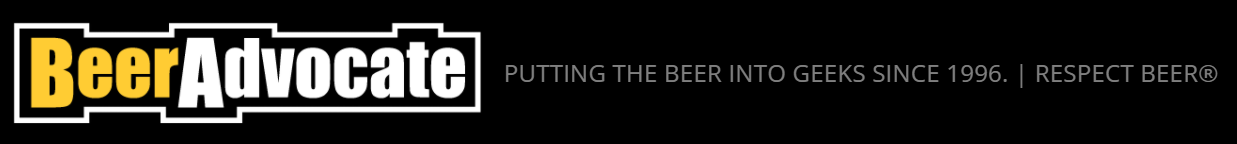 BeerAdvocate
PUTTING THE BEER INTO GEEKS SINCE 1996. | RESPECT BEER®